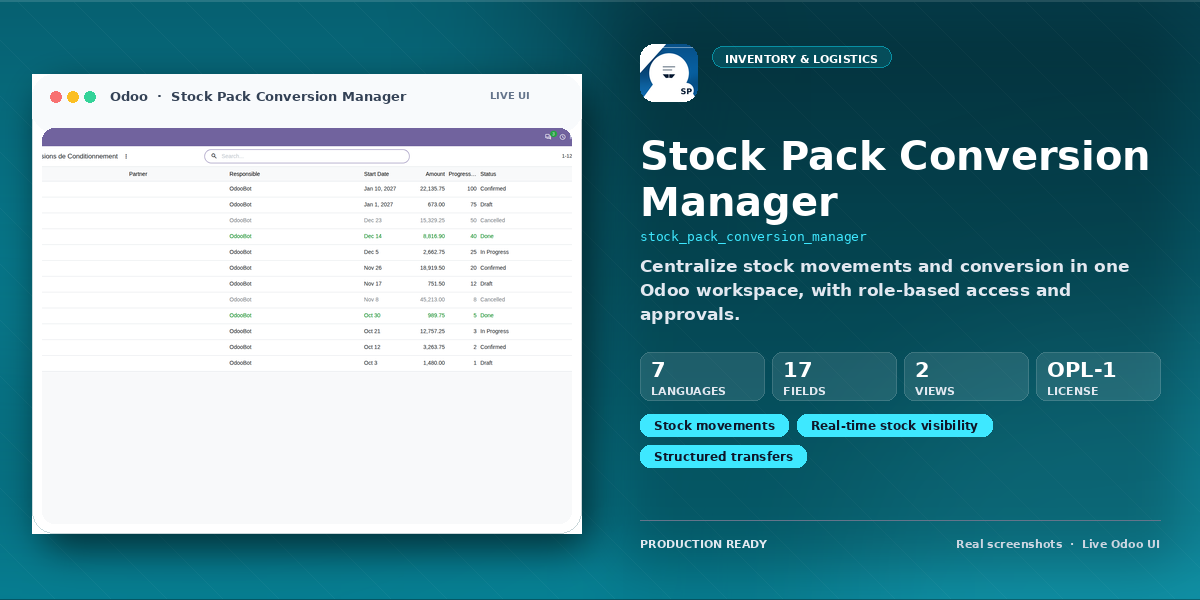 Odoo · Stock Pack Conversion Manager
LIVE UI
sions de Conditionnement
Search...
1-12
Partner Responsible Start Date Amount Progress... Status
OdooBot Jan 10, 2027 22,135.75 100 Confirmed
OdooBot Jan 1, 2027 673.00 75 Draft
OdooBot Dec 23 15,329.25 50 Cancelled
OdooBot Dec 14 8,816.90 40 Done
OdooBot Dec 5 2,662.75 25 In Progress
OdooBot Nov 26 18,919.50 20 Confirmed
OdooBot Nov 17 751.50 12 Draft
OdooBot Nov 8 45,213.00 8 Cancelled
OdooBot Oct 30 989.75 5 Done
OdooBot Oct 21 12,757.25 3 In Progress
OdooBot Oct 12 3,263.75 2 Confirmed
OdooBot Oct 3 1,480.00 1 Draft
SP
INVENTORY & LOGISTICS
Stock Pack Conversion
Manager
stock_pack_conversion_manager
Centralize stock movements and conversion in one
Odoo workspace, with role-based access and
approvals.
7 17 2 OPL-1
LANGUAGES FIELDS VIEWS LICENSE
Stock movements Real-time stock visibility
Structured transfers
PRODUCTION READY
Real screenshots · Live Odoo UI